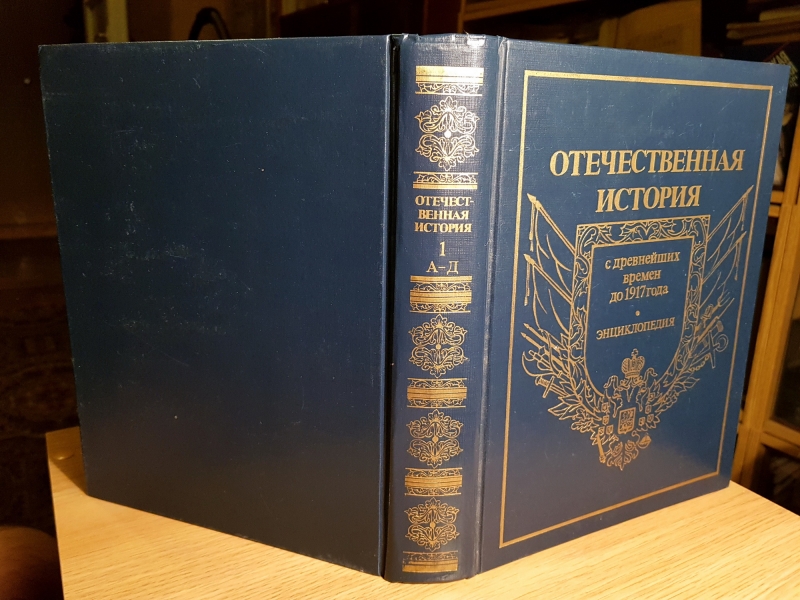 ОТЕЧЕСТ-
ВЕННАЯ
ИСТОРИЯ
1
А–Д
ОТЕЧЕСТВЕННАЯ
ИСТОРИЯ
с древнейших
времен
до 1917 года
•
ЭНЦИКЛОПЕДИЯ